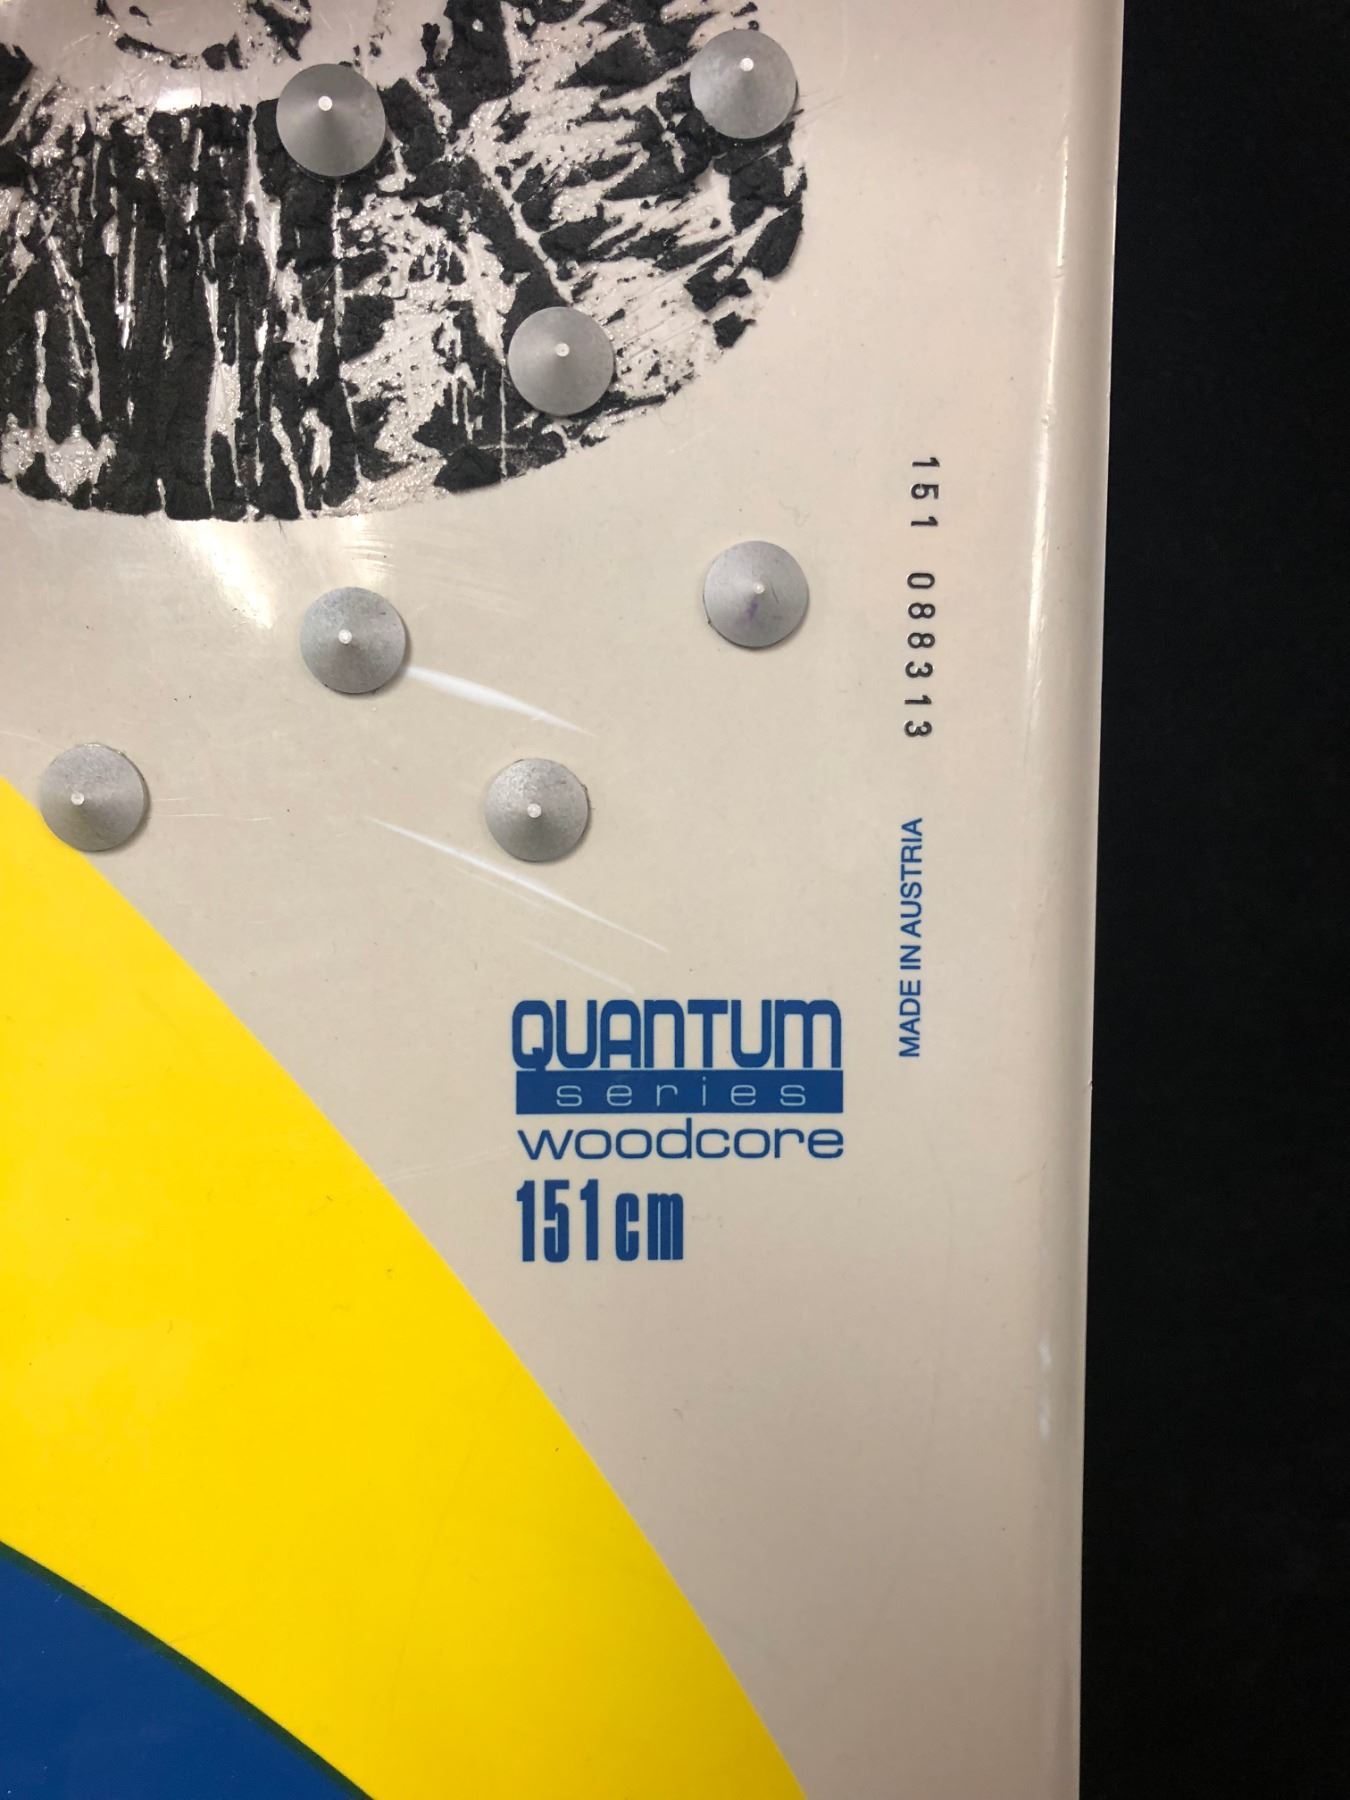 151 088313
MADE IN AUSTRIA
QUANTUM
series
woodcore
151cm